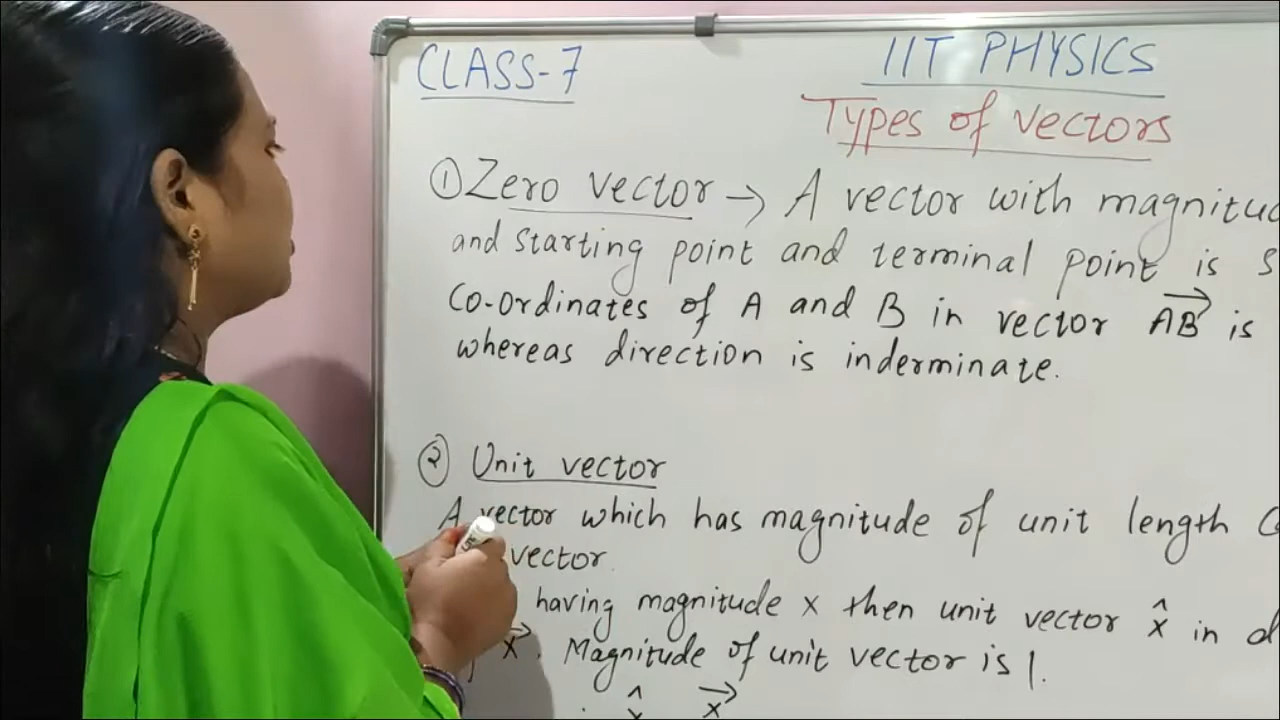 CLASS-7
IIT PHYSICS
Types of vectors
① Zero vector → A vector with
and starting point and terminal point is
Co-ordinates of A and B in vector AB⃗ is
whereas direction is inderminate.
② Unit vector
A vector which has magnitude of unit length
vector.
having magnitude x then unit vector x̂ in
x⃗. Magnitude of unit vector is 1.
x̂ x⃗